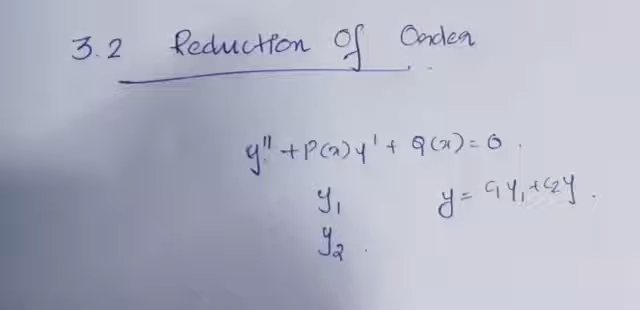 3.2 Reduction Of Order
y" + P(x) y' + Q(x) = 0.
y₁ y = c₁y₁ + c₂y.
y₂.